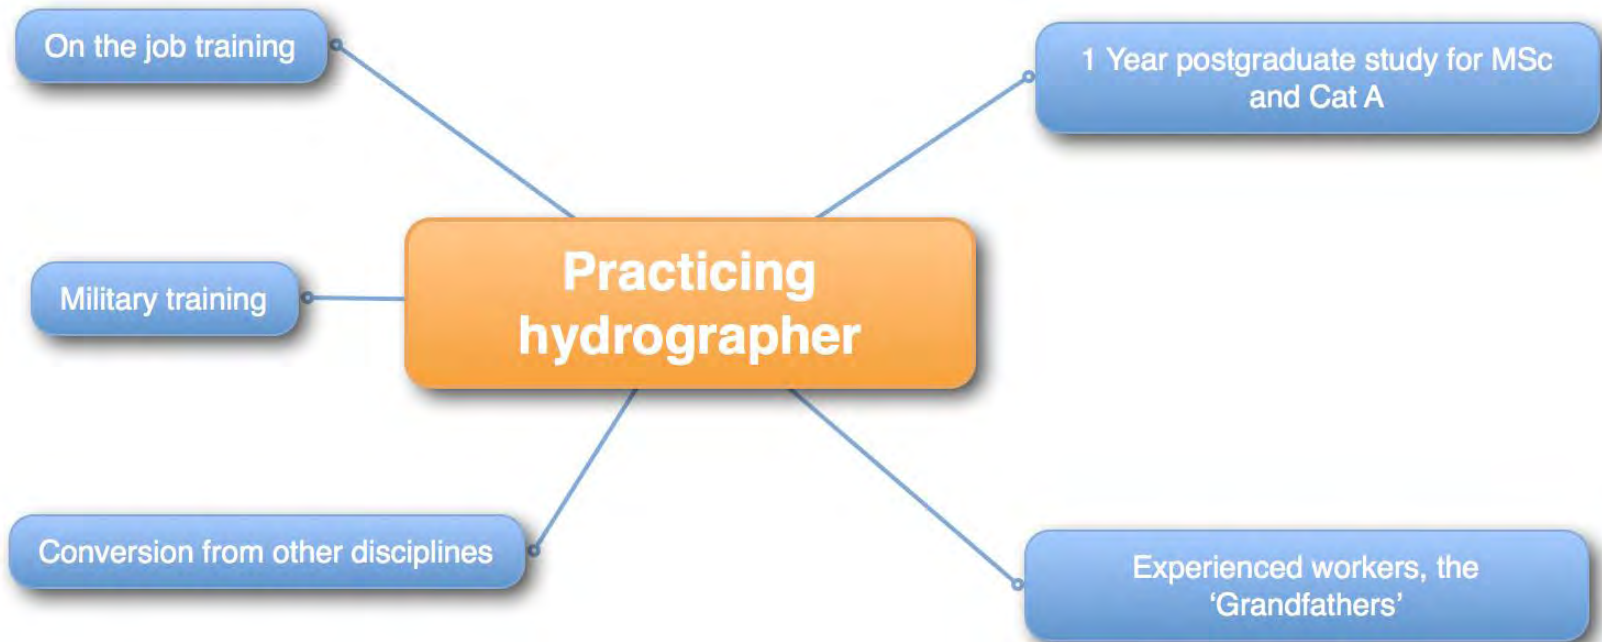 On the job training
1 Year postgraduate study for MSc
and Cat A
Practicing
hydrographer
Military training
Conversion from other disciplines
Experienced workers, the
‘Grandfathers’